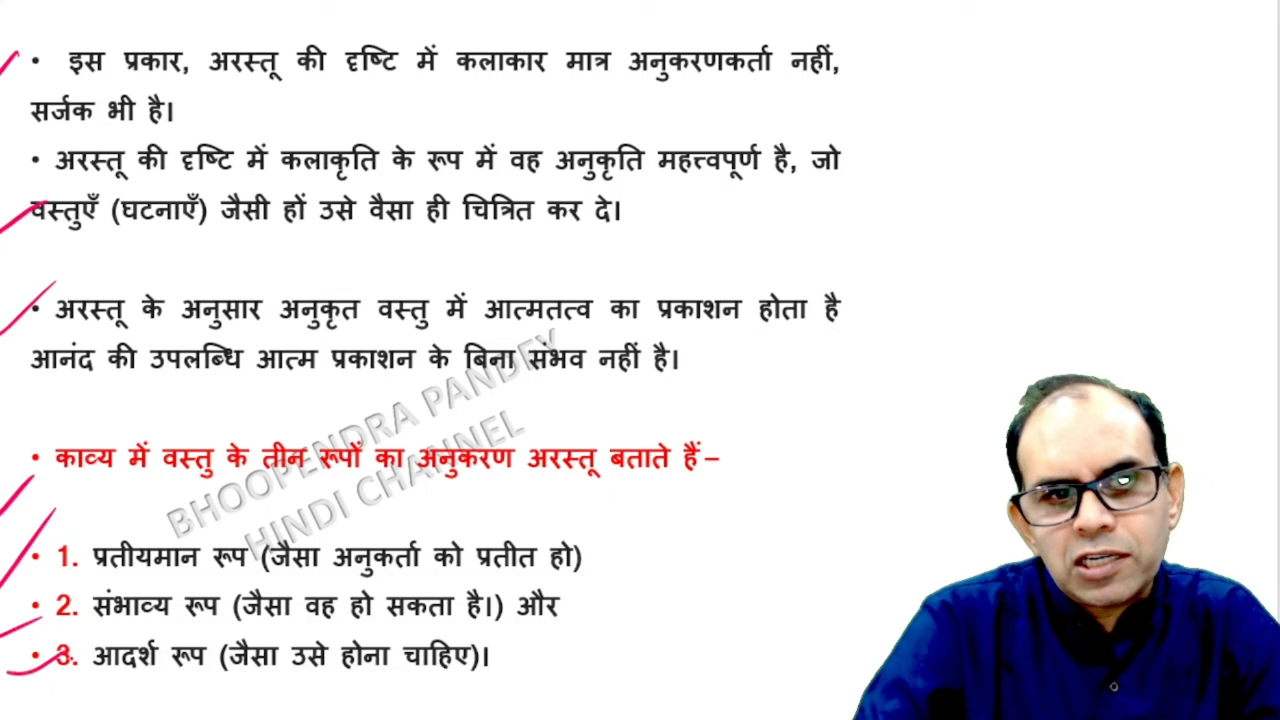 • इस प्रकार, अरस्तू की दृष्टि में कलाकार मात्र अनुकरणकर्ता नहीं,
सर्जक भी है।
• अरस्तू की दृष्टि में कलाकृति के रूप में वह अनुकृति महत्त्वपूर्ण है, जो
वस्तुएँ (घटनाएँ) जैसी हों उसे वैसा ही चित्रित कर दे।
• अरस्तू के अनुसार अनुकृत वस्तु में आत्मतत्व का प्रकाशन होता है
आनंद की उपलब्धि आत्म प्रकाशन के बिना संभव नहीं है।
BHOOPENDRA PANDEY
HINDI CHANNEL
• काव्य में वस्तु के तीन रूपों का अनुकरण अरस्तू बताते हैं–
• 1. प्रतीयमान रूप (जैसा अनुकर्ता को प्रतीत हो)
• 2. संभाव्य रूप (जैसा वह हो सकता है।) और
• 3. आदर्श रूप (जैसा उसे होना चाहिए)।